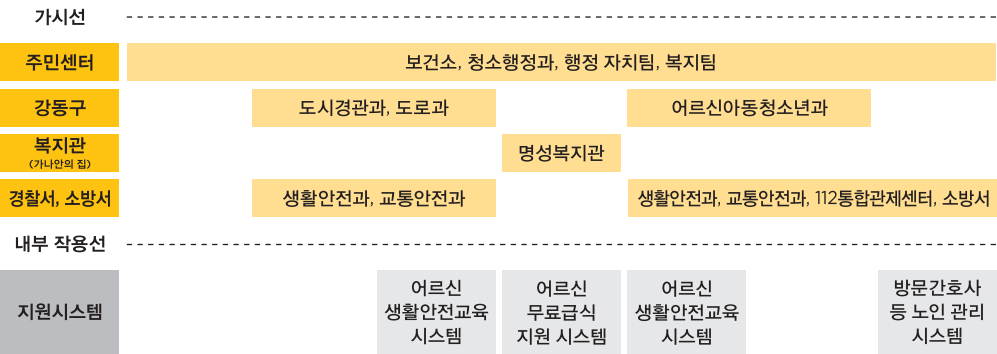 가시선
주민센터
보건소, 청소행정과, 행정 자치팀, 복지팀
강동구
도시경관과, 도로과
어르신아동청소년과
복지관
(가나안의 집)
명성복지관
경찰서, 소방서
생활안전과, 교통안전과
생활안전과, 교통안전과, 112통합관제센터, 소방서
내부 작용선
지원시스템
어르신
생활안전교육
시스템
어르신
무료급식
지원 시스템
어르신
생활안전교육
시스템
방문간호사
등 노인 관리
시스템